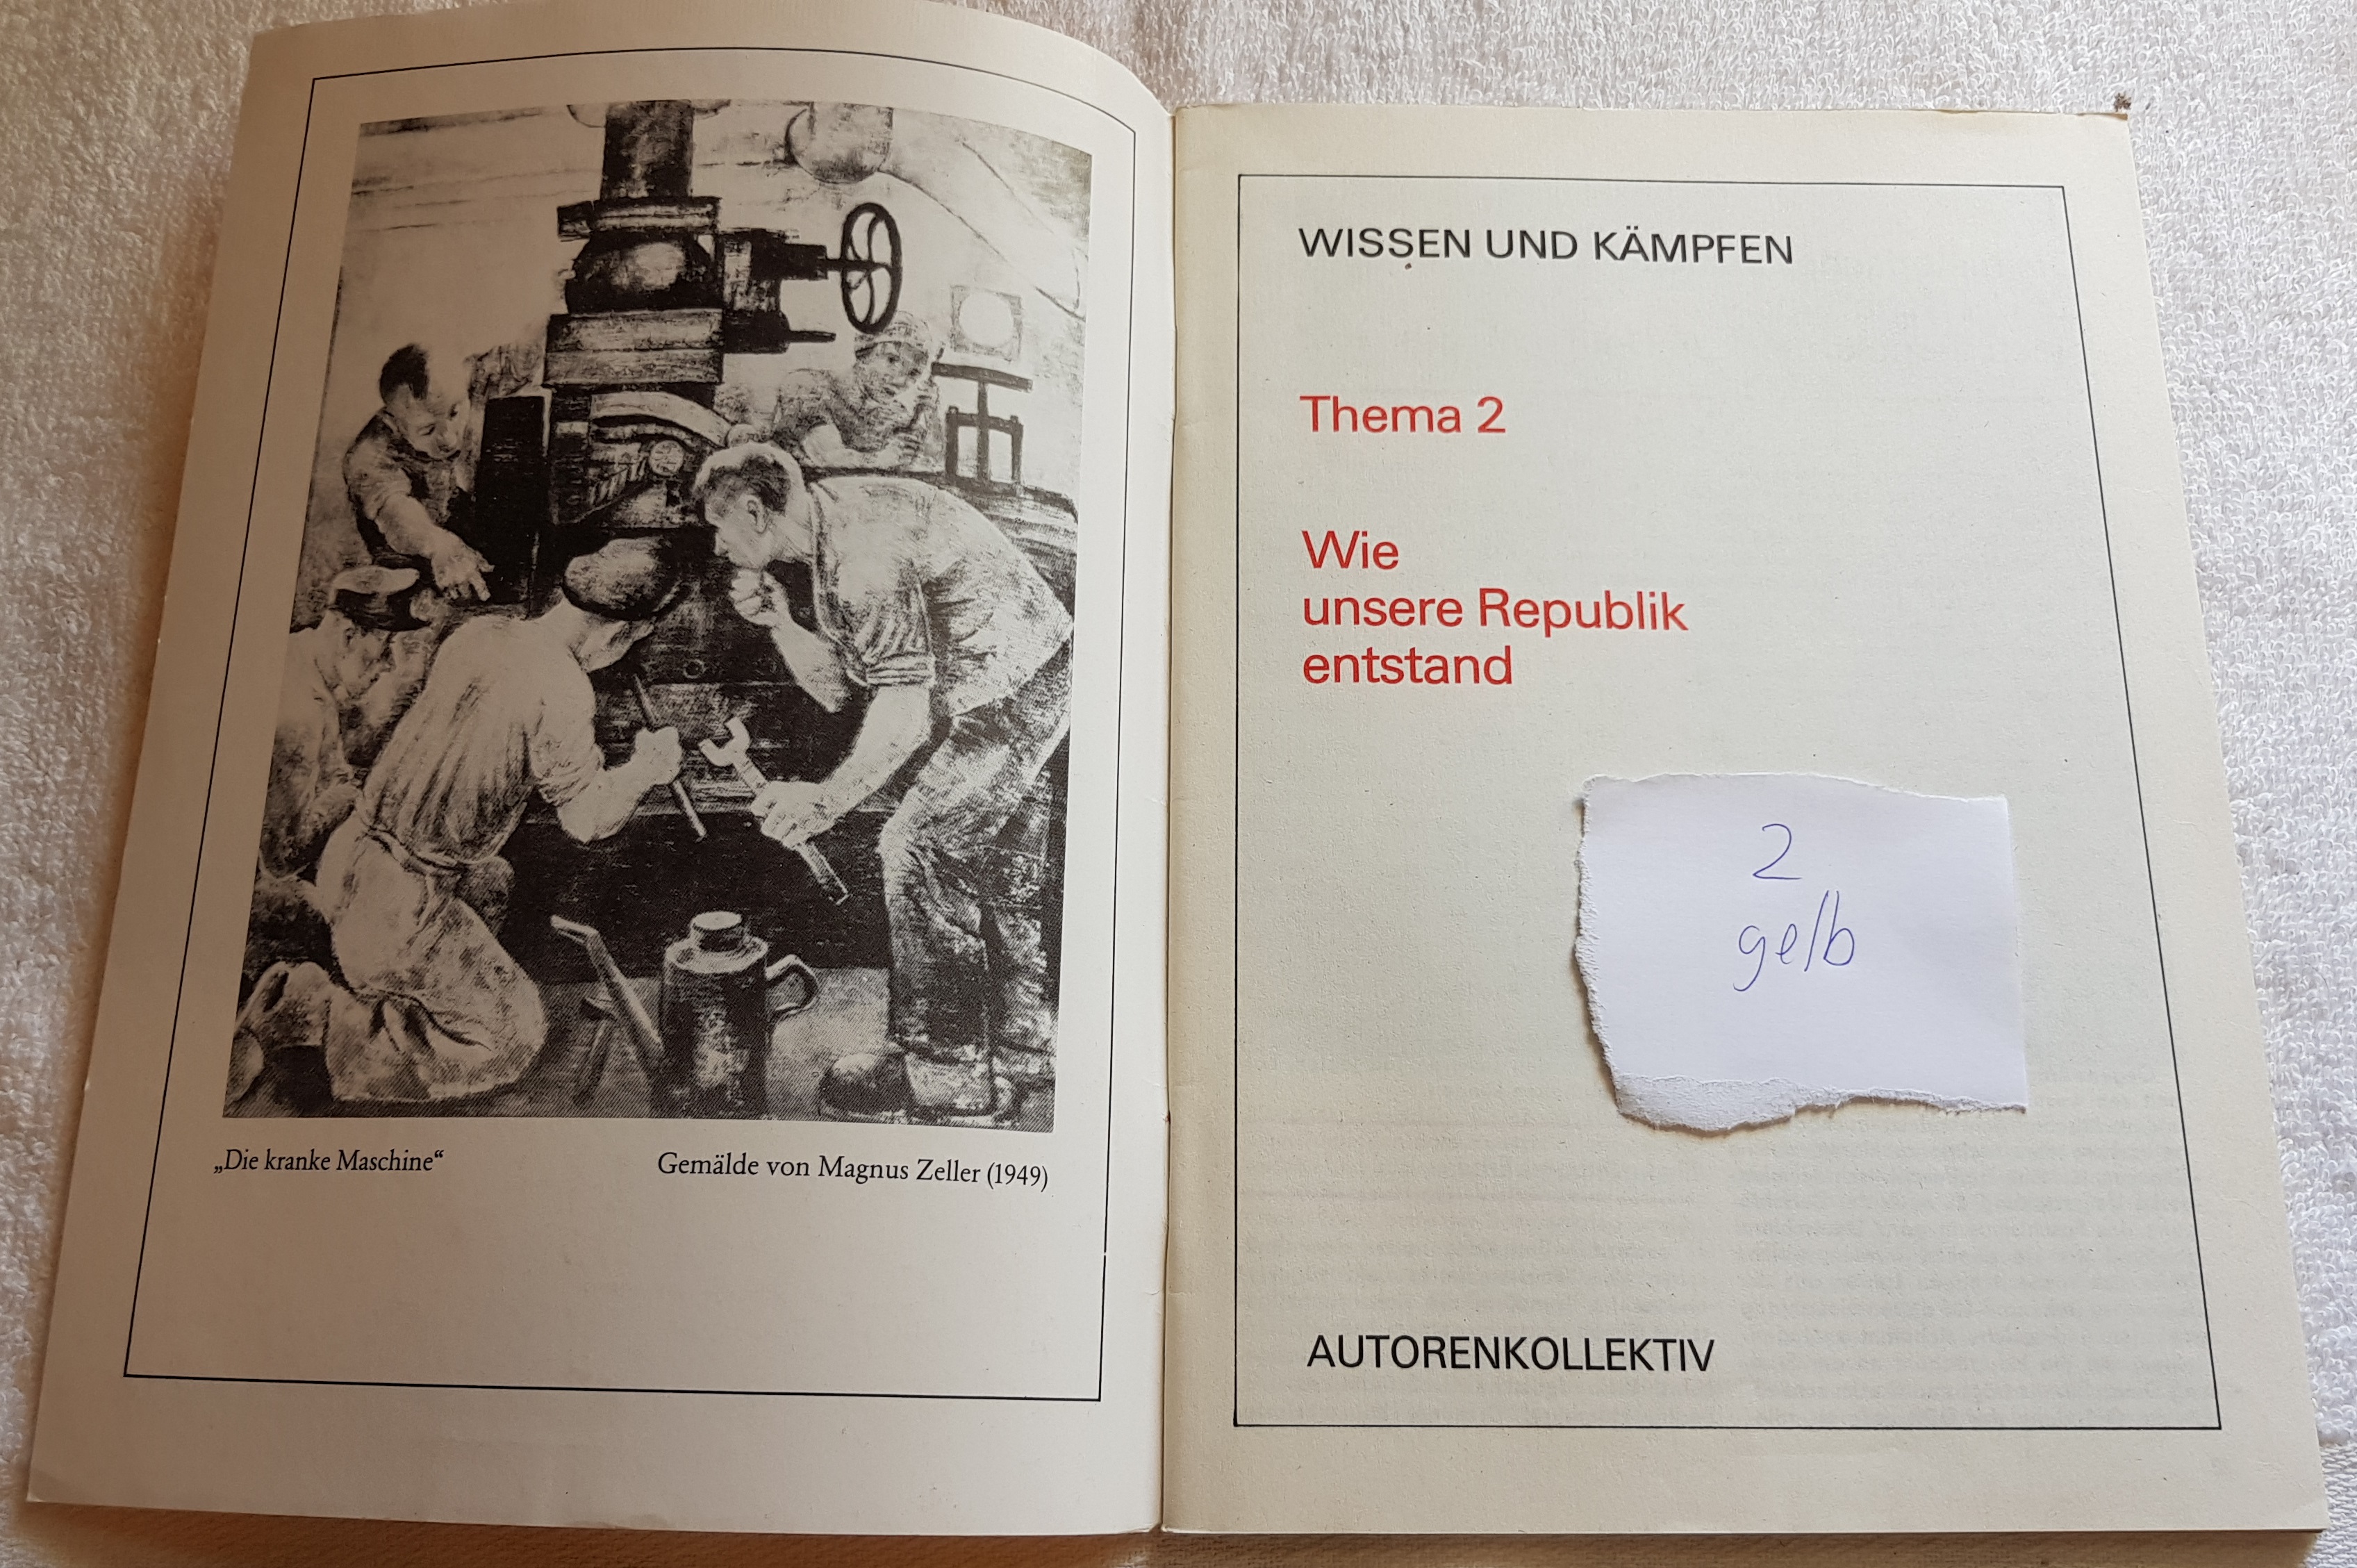 „Die kranke Maschine“
Gemälde von Magnus Zeller (1949)
WISSEN UND KÄMPFEN
Thema 2
Wie
unsere Republik
entstand
2
gelb
AUTORENKOLLEKTIV